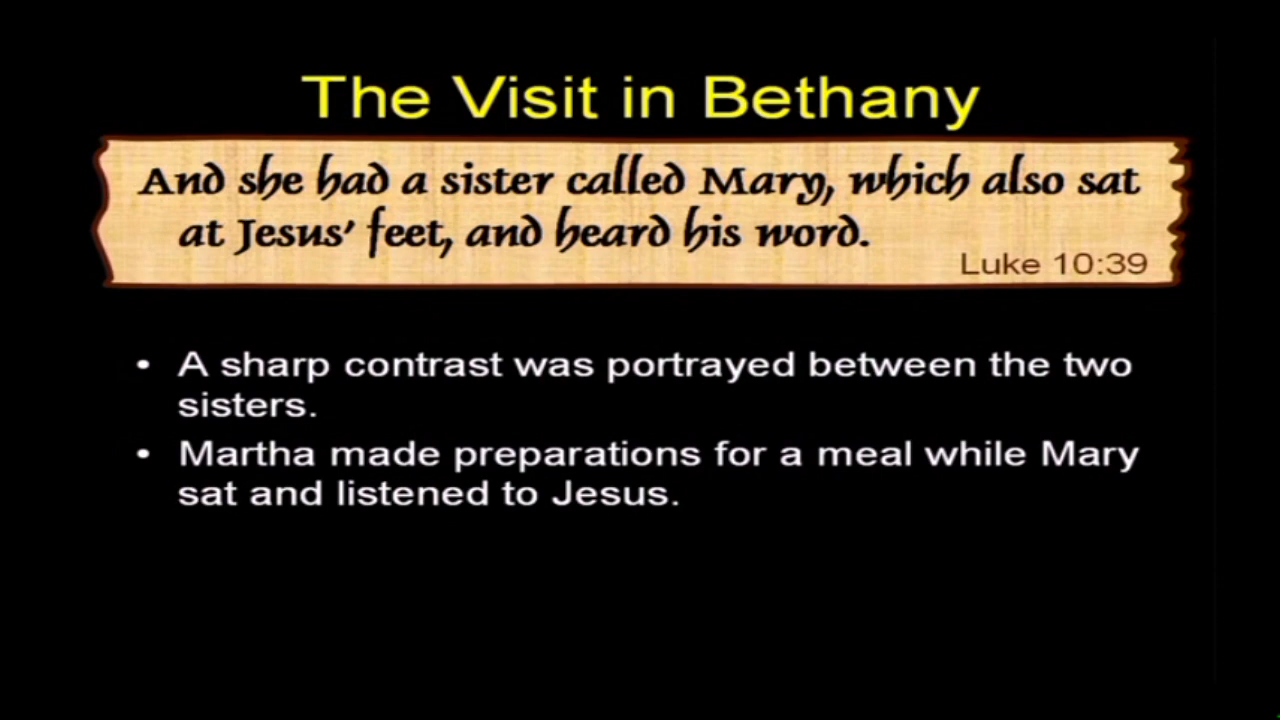 The Visit in Bethany
And she had a sister called Mary, which also sat
at Jesus’ feet, and heard his word.
Luke 10:39
• A sharp contrast was portrayed between the two
sisters.
• Martha made preparations for a meal while Mary
sat and listened to Jesus.